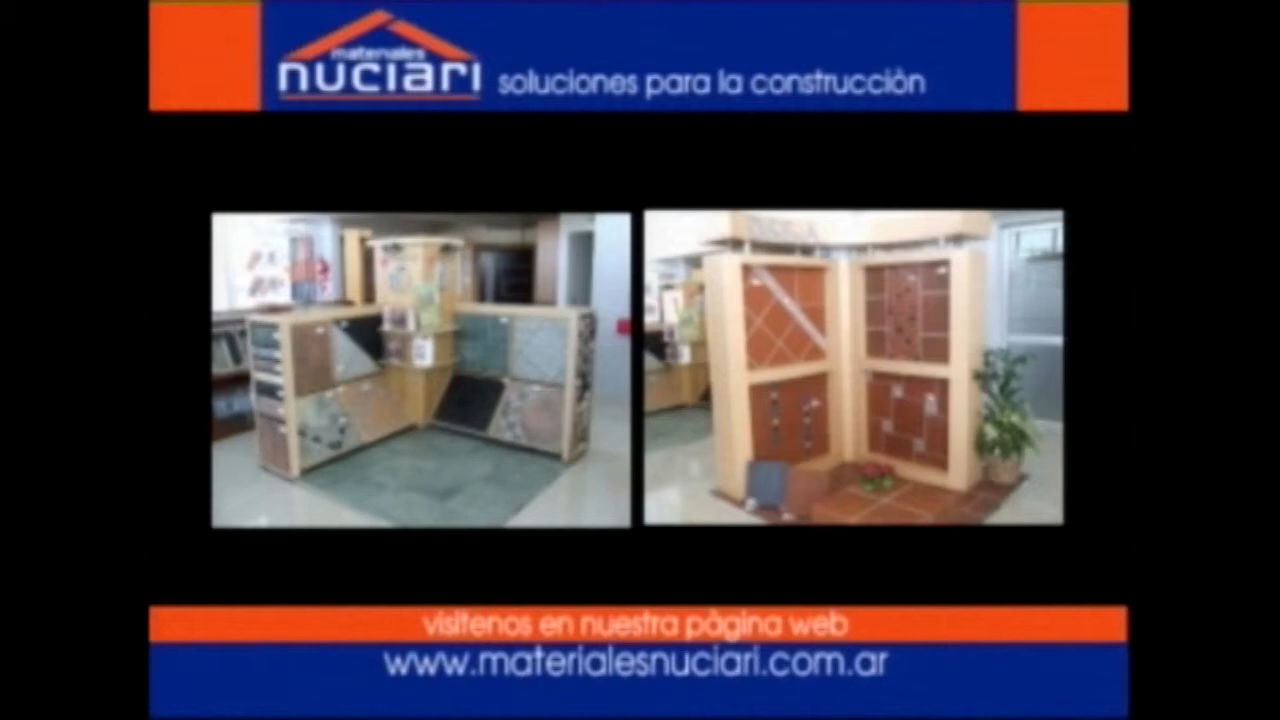 materiales
nuciari soluciones para la construcciòn
visitenos en nuestra pàgina web
www.materialesnuciari.com.ar